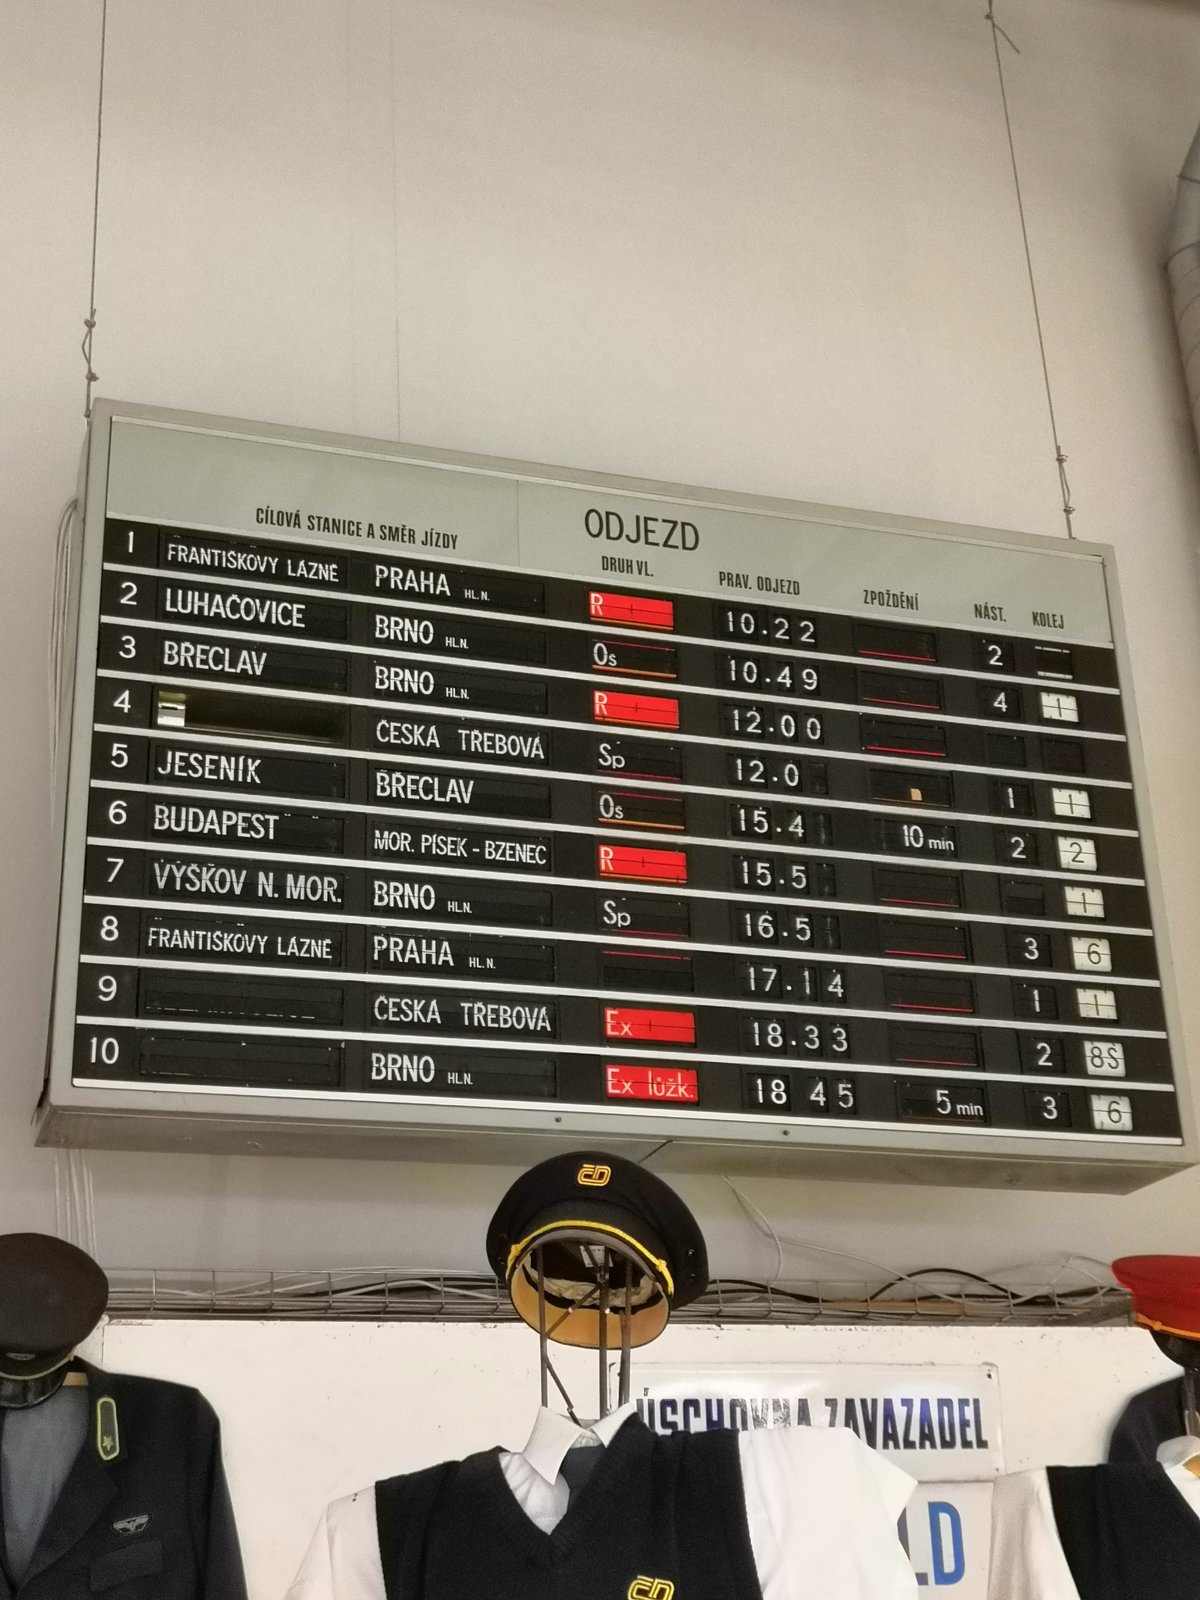 ODJEZD
CÍLOVÁ STANICE A SMĚR JÍZDY DRUH VL. PRAV. ODJEZD ZPOŽDĚNÍ NÁST. KOLEJ
1 FRANTIŠKOVY LÁZNĚ PRAHA HL.N. R 10.22 2
2 LUHAČOVICE BRNO HL.N. Os 10.49 4 1
3 BŘECLAV BRNO HL.N. R 12.00
4 ČESKÁ TŘEBOVÁ Sp 12.0 1 1
5 JESENÍK BŘECLAV Os 15.4 10 min 2 2
6 BUDAPEST MOR. PÍSEK - BZENEC R 15.5 1
7 VYŠKOV N. MOR. BRNO HL.N. Sp 16.5 3 6
8 FRANTIŠKOVY LÁZNĚ PRAHA HL.N. 17.14 1 1
9 ČESKÁ TŘEBOVÁ Ex 18.33 2 8S
10 BRNO HL.N. Ex lůžk. 18 45 5 min 3 6
ČD
ÚSCHOVNA ZAVAZADEL
LD
ČD